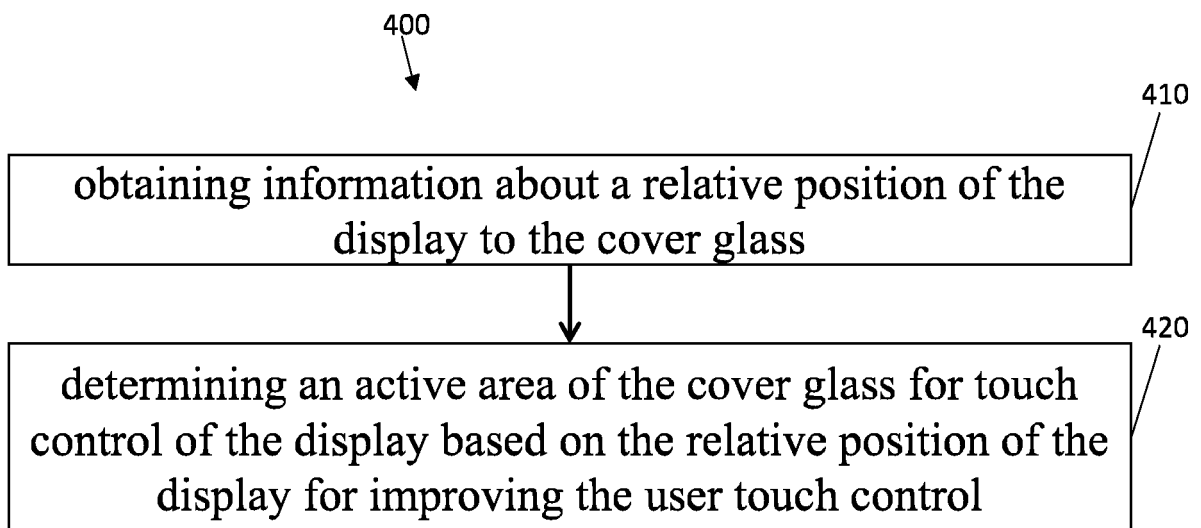 400
410
obtaining information about a relative position of the
display to the cover glass
420
determining an active area of the cover glass for touch
control of the display based on the relative position of the
display for improving the user touch control